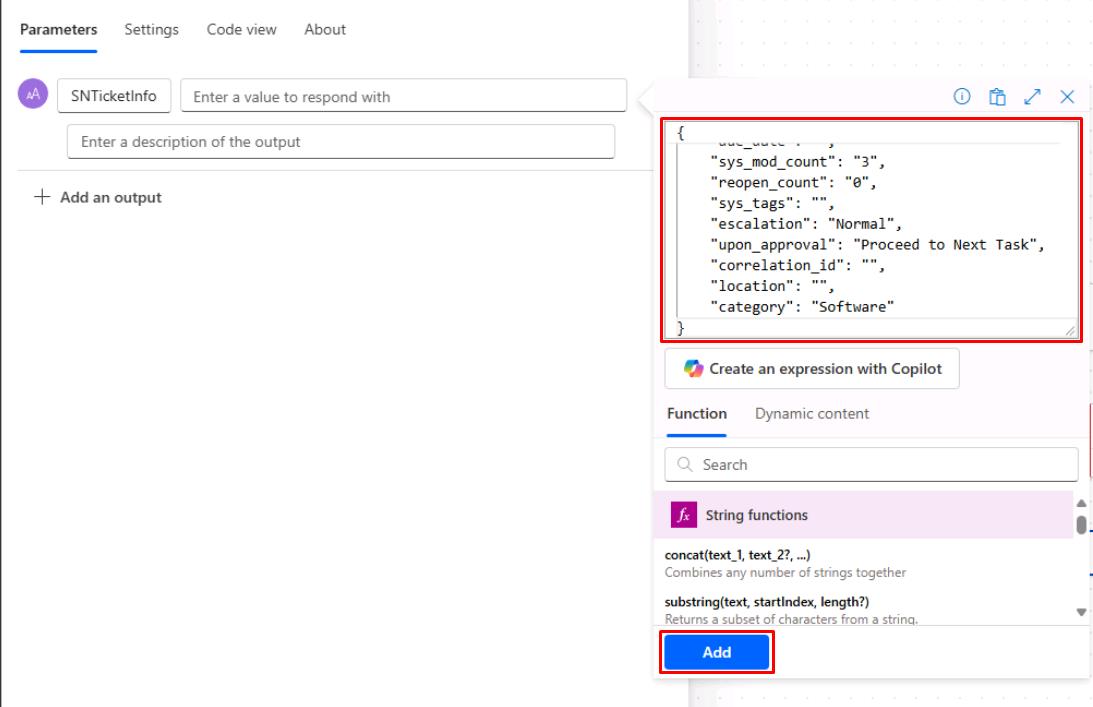 Parameters
Settings
Code view
About
AA
SNTicketInfo
Enter a value to respond with
Enter a description of the output
Add an output
{
"sys_mod_count": "3",
"reopen_count": "0",
"sys_tags": "",
"escalation": "Normal",
"upon_approval": "Proceed to Next Task",
"correlation_id": "",
"location": "",
"category": "Software"
}
Create an expression with Copilot
Function
Dynamic content
Search
fx
String functions
concat(text_1, text_2?, ...)
Combines any number of strings together
substring(text, startIndex, length?)
Returns a subset of characters from a string.
Add